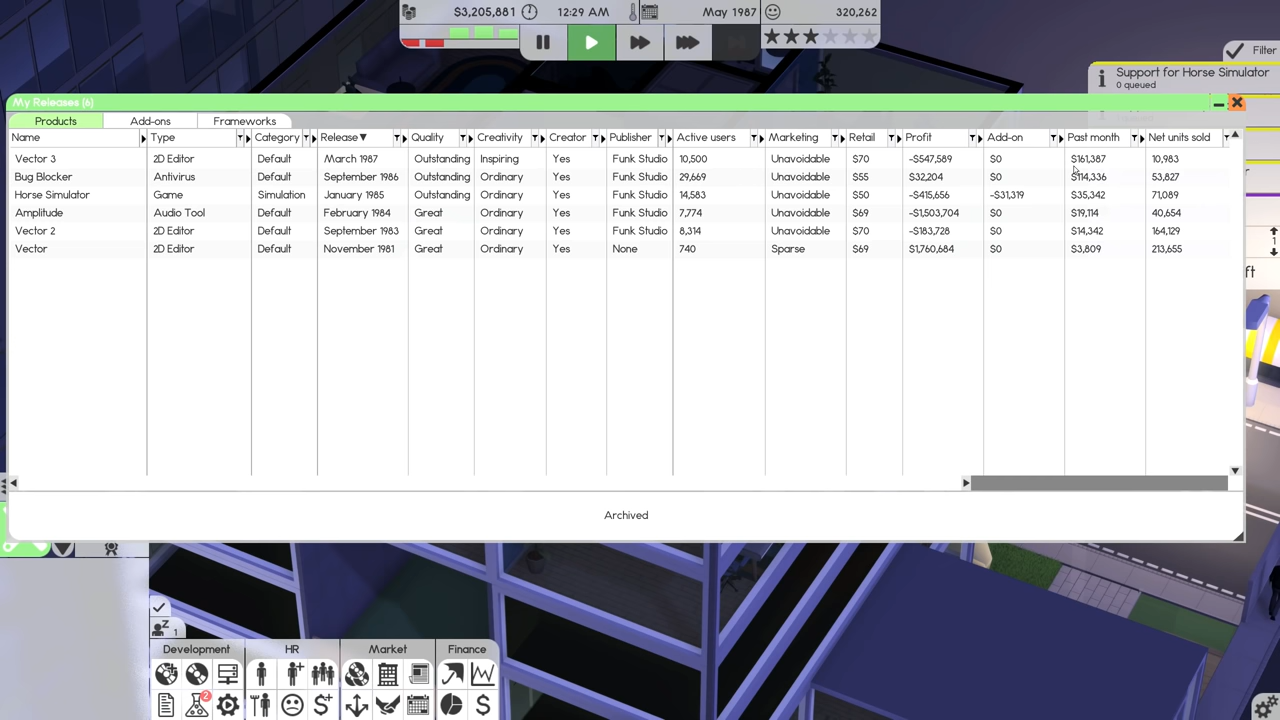 $3,205,881 12:29 AM May 1987 320,262
Filter
Support for Horse Simulator
0 queued
My Releases (6)
Products Add-ons Frameworks
Name Type Category Release▼ Quality Creativity Creator Publisher Active users Marketing Retail Profit Add-on Past month Net units sold
Vector 3 2D Editor Default March 1987 Outstanding Inspiring Yes Funk Studio 10,500 Unavoidable $70 -$547,589 $0 $161,387 10,983
Bug Blocker Antivirus Default September 1986 Outstanding Ordinary Yes Funk Studio 29,669 Unavoidable $55 $32,204 $0 $114,336 53,827
Horse Simulator Game Simulation January 1985 Outstanding Ordinary Yes Funk Studio 14,583 Unavoidable $50 -$415,656 -$31,319 $35,342 71,089
Amplitude Audio Tool Default February 1984 Great Ordinary Yes Funk Studio 7,774 Unavoidable $69 -$1,503,704 $0 $19,114 40,654
Vector 2 2D Editor Default September 1983 Great Ordinary Yes Funk Studio 8,314 Unavoidable $70 -$183,728 $0 $14,342 164,129
Vector 2D Editor Default November 1981 Great Ordinary Yes None 740 Sparse $69 $1,760,684 $0 $3,809 213,655
Archived
Z 1
Development HR Market Finance
2